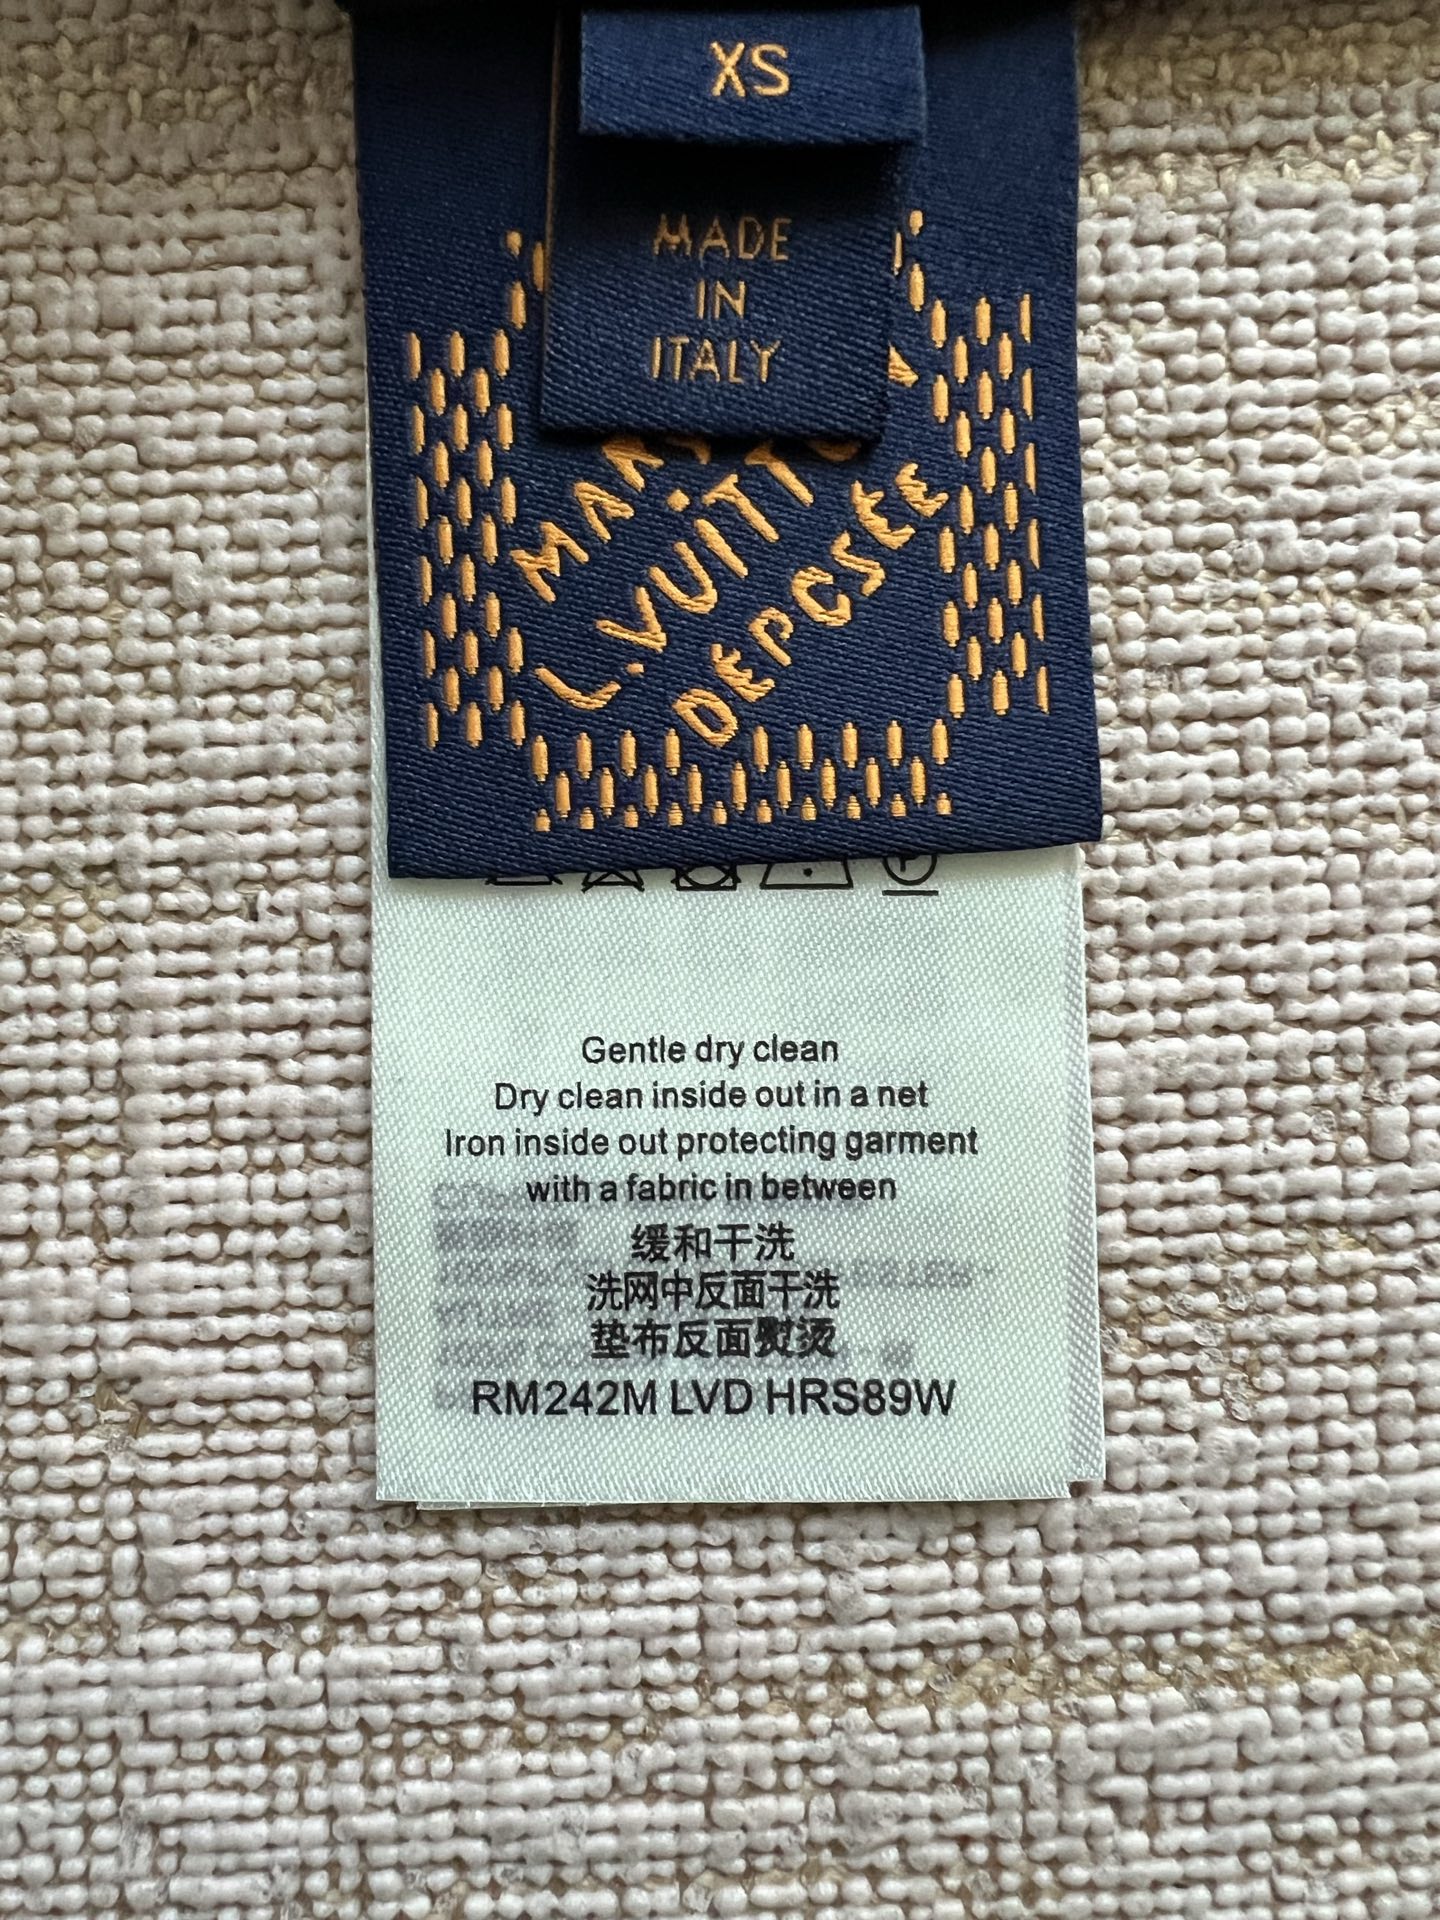 XS
MADE
IN
ITALY
L.VUITTO
DEPOSEE
Gentle dry clean
Dry clean inside out in a net
Iron inside out protecting garment
with a fabric in between
缓和干洗
洗网中反面干洗
垫布反面熨烫
RM242M LVD HRS89W